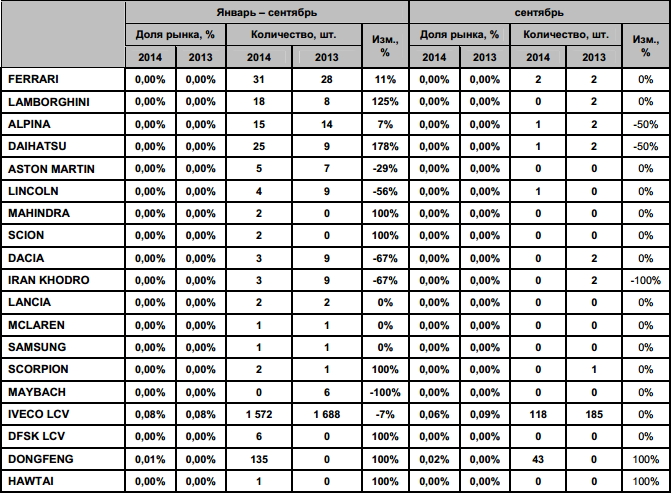 Январь – сентябрь сентябрь
Доля рынка, % Количество, шт. Изм., % Доля рынка, % Количество, шт. Изм., %
2014 2013 2014 2013 2014 2013 2014 2013
FERRARI 0,00% 0,00% 31 28 11% 0,00% 0,00% 2 2 0%
LAMBORGHINI 0,00% 0,00% 18 8 125% 0,00% 0,00% 0 2 0%
ALPINA 0,00% 0,00% 15 14 7% 0,00% 0,00% 1 2 -50%
DAIHATSU 0,00% 0,00% 25 9 178% 0,00% 0,00% 1 2 -50%
ASTON MARTIN 0,00% 0,00% 5 7 -29% 0,00% 0,00% 0 0 0%
LINCOLN 0,00% 0,00% 4 9 -56% 0,00% 0,00% 1 0 0%
MAHINDRA 0,00% 0,00% 2 0 100% 0,00% 0,00% 0 0 0%
SCION 0,00% 0,00% 2 0 100% 0,00% 0,00% 0 0 0%
DACIA 0,00% 0,00% 3 9 -67% 0,00% 0,00% 0 2 0%
IRAN KHODRO 0,00% 0,00% 3 9 -67% 0,00% 0,00% 0 2 -100%
LANCIA 0,00% 0,00% 2 2 0% 0,00% 0,00% 0 0 0%
MCLAREN 0,00% 0,00% 1 1 0% 0,00% 0,00% 0 0 0%
SAMSUNG 0,00% 0,00% 1 1 0% 0,00% 0,00% 0 0 0%
SCORPION 0,00% 0,00% 2 1 100% 0,00% 0,00% 0 1 0%
MAYBACH 0,00% 0,00% 0 6 -100% 0,00% 0,00% 0 0 0%
IVECO LCV 0,08% 0,08% 1 572 1 688 -7% 0,06% 0,09% 118 185 0%
DFSK LCV 0,00% 0,00% 6 0 100% 0,00% 0,00% 0 0 0%
DONGFENG 0,01% 0,00% 135 0 100% 0,02% 0,00% 43 0 100%
HAWTAI 0,00% 0,00% 1 0 100% 0,00% 0,00% 0 0 100%